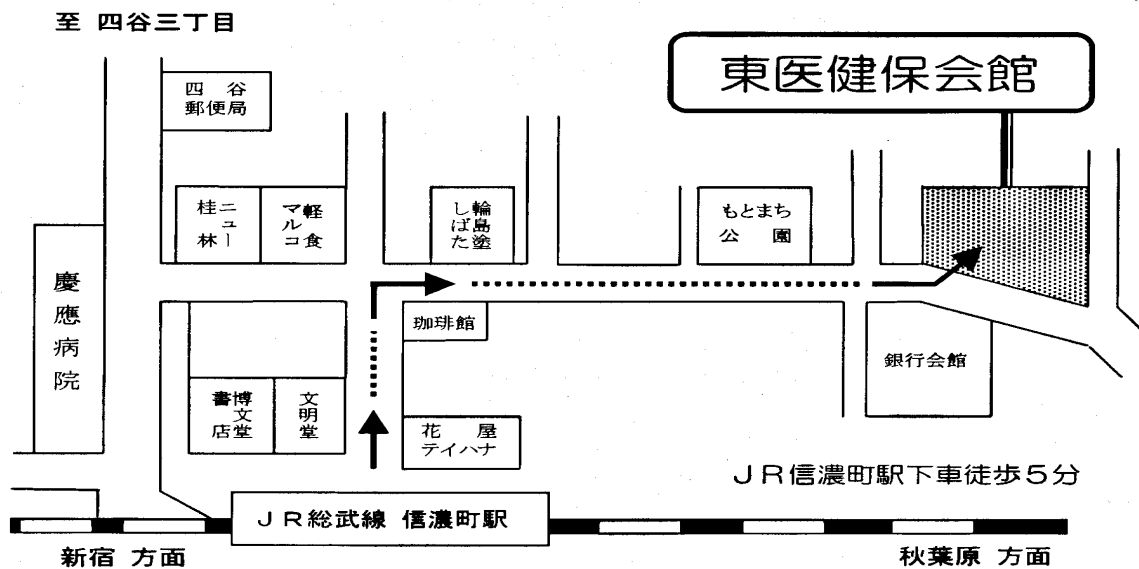 至 四谷三丁目
東医健保会館
四谷
郵便局
ニュー
桂林
軽食
マルコ
輪島塗
しばた
もとまち
公園
慶應病院
珈琲館
銀行会館
博文堂
書店
文明堂
花屋
テイハナ
JR信濃町駅下車徒歩5分
JR総武線 信濃町駅
新宿 方面
秋葉原 方面